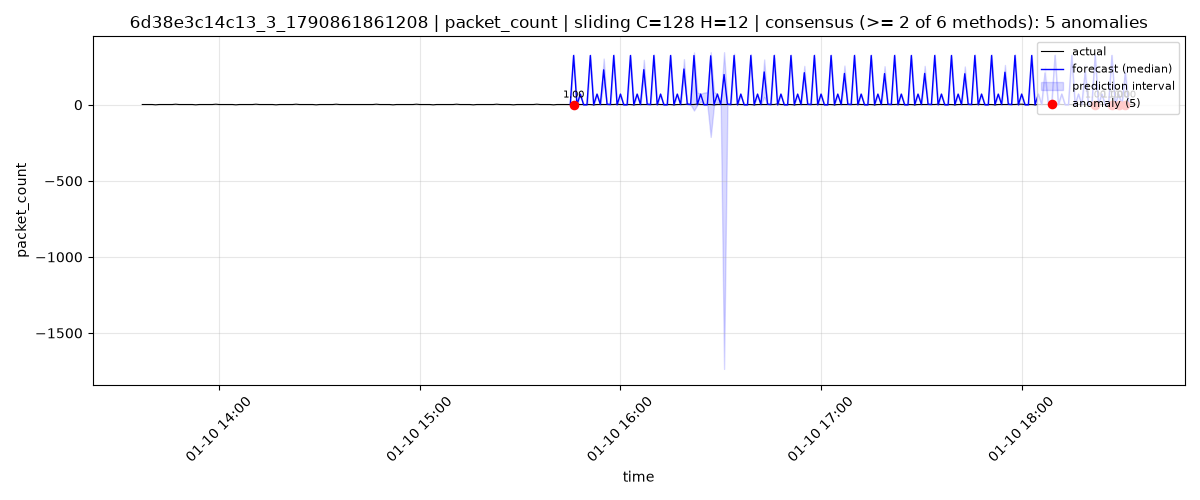 6d38e3c14c13_3_1790861861208 | packet_count | sliding C=128 H=12 | consensus (>= 2 of 6 methods): 5 anomalies
actual
forecast (median)
prediction interval
anomaly (5)
1.00
0
−500
−1000
−1500
packet_count
01-10 14:00
01-10 15:00
01-10 16:00
01-10 17:00
01-10 18:00
time